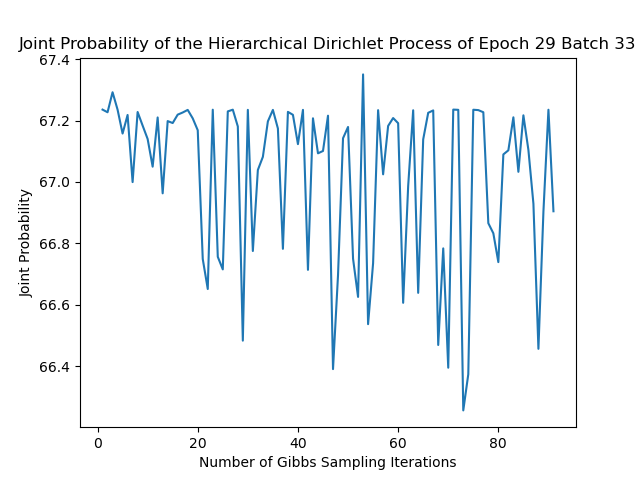 Joint Probability of the Hierarchical Dirichlet Process of Epoch 29 Batch 33
67.4
67.2
67.0
66.8
66.6
66.4
Joint Probability
0 20 40 60 80
Number of Gibbs Sampling Iterations